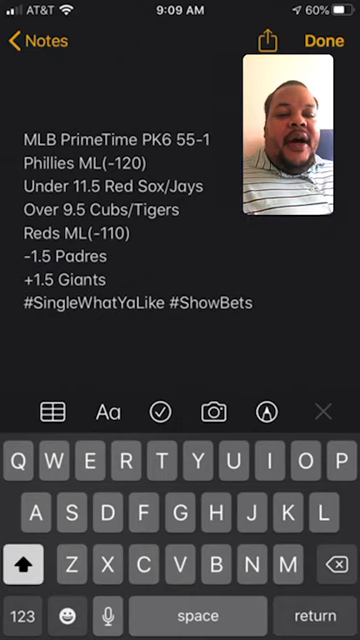 AT&T 9:09 AM 60%
Notes Done
MLB PrimeTime PK6 55-1
Phillies ML(-120)
Under 11.5 Red Sox/Jays
Over 9.5 Cubs/Tigers
Reds ML(-110)
-1.5 Padres
+1.5 Giants
#SingleWhatYaLike #ShowBets
Aa
Q W E R T Y U I O P
A S D F G H J K L
Z X C V B N M
123 space return